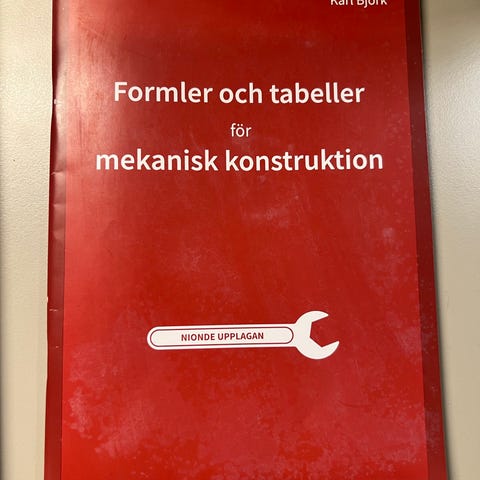 Karl Björk
Formler och tabeller
för
mekanisk konstruktion
NIONDE UPPLAGAN